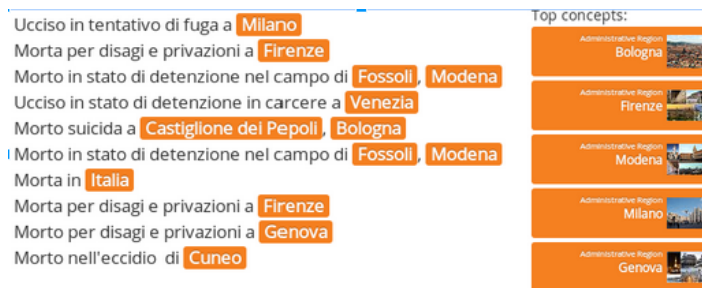 Ucciso in tentativo di fuga a Milano
Morta per disagi e privazioni a Firenze
Morto in stato di detenzione nel campo di Fossoli, Modena
Ucciso in stato di detenzione in carcere a Venezia
Morto suicida a Castiglione dei Pepoli, Bologna
Morto in stato di detenzione nel campo di Fossoli, Modena
Morta in Italia
Morta per disagi e privazioni a Firenze
Morto per disagi e privazioni a Genova
Morto nell'eccidio di Cuneo
Top concepts:
Administrative Region
Bologna
Administrative Region
Firenze
Administrative Region
Modena
Administrative Region
Milano
Administrative Region
Genova